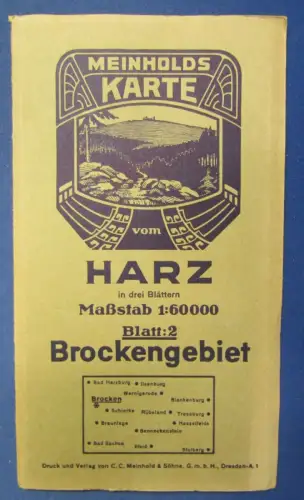 MEINHOLDS
KARTE
vom
HARZ
in drei Blättern
Maßstab 1:60000
Blatt:2
Brockengebiet
Bad Harzburg Ilsenburg
Wernigerode
Brocken Blankenburg
Schierke Rübeland Treseburg
Braunlage Hasselfelde
Benneckenstein
Bad Sachsa Ilfeld Stolberg
Druck und Verlag von C. C. Meinhold & Söhne, G. m. b. H., Dresden-A. 1